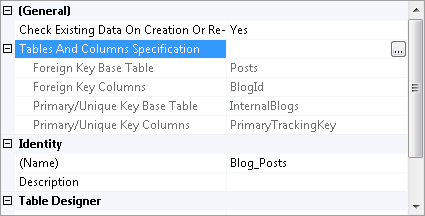 (General)
Check Existing Data On Creation Or Re- Yes
Tables And Columns Specification ...
Foreign Key Base Table Posts
Foreign Key Columns BlogId
Primary/Unique Key Base Table InternalBlogs
Primary/Unique Key Columns PrimaryTrackingKey
Identity
(Name) Blog_Posts
Description
Table Designer